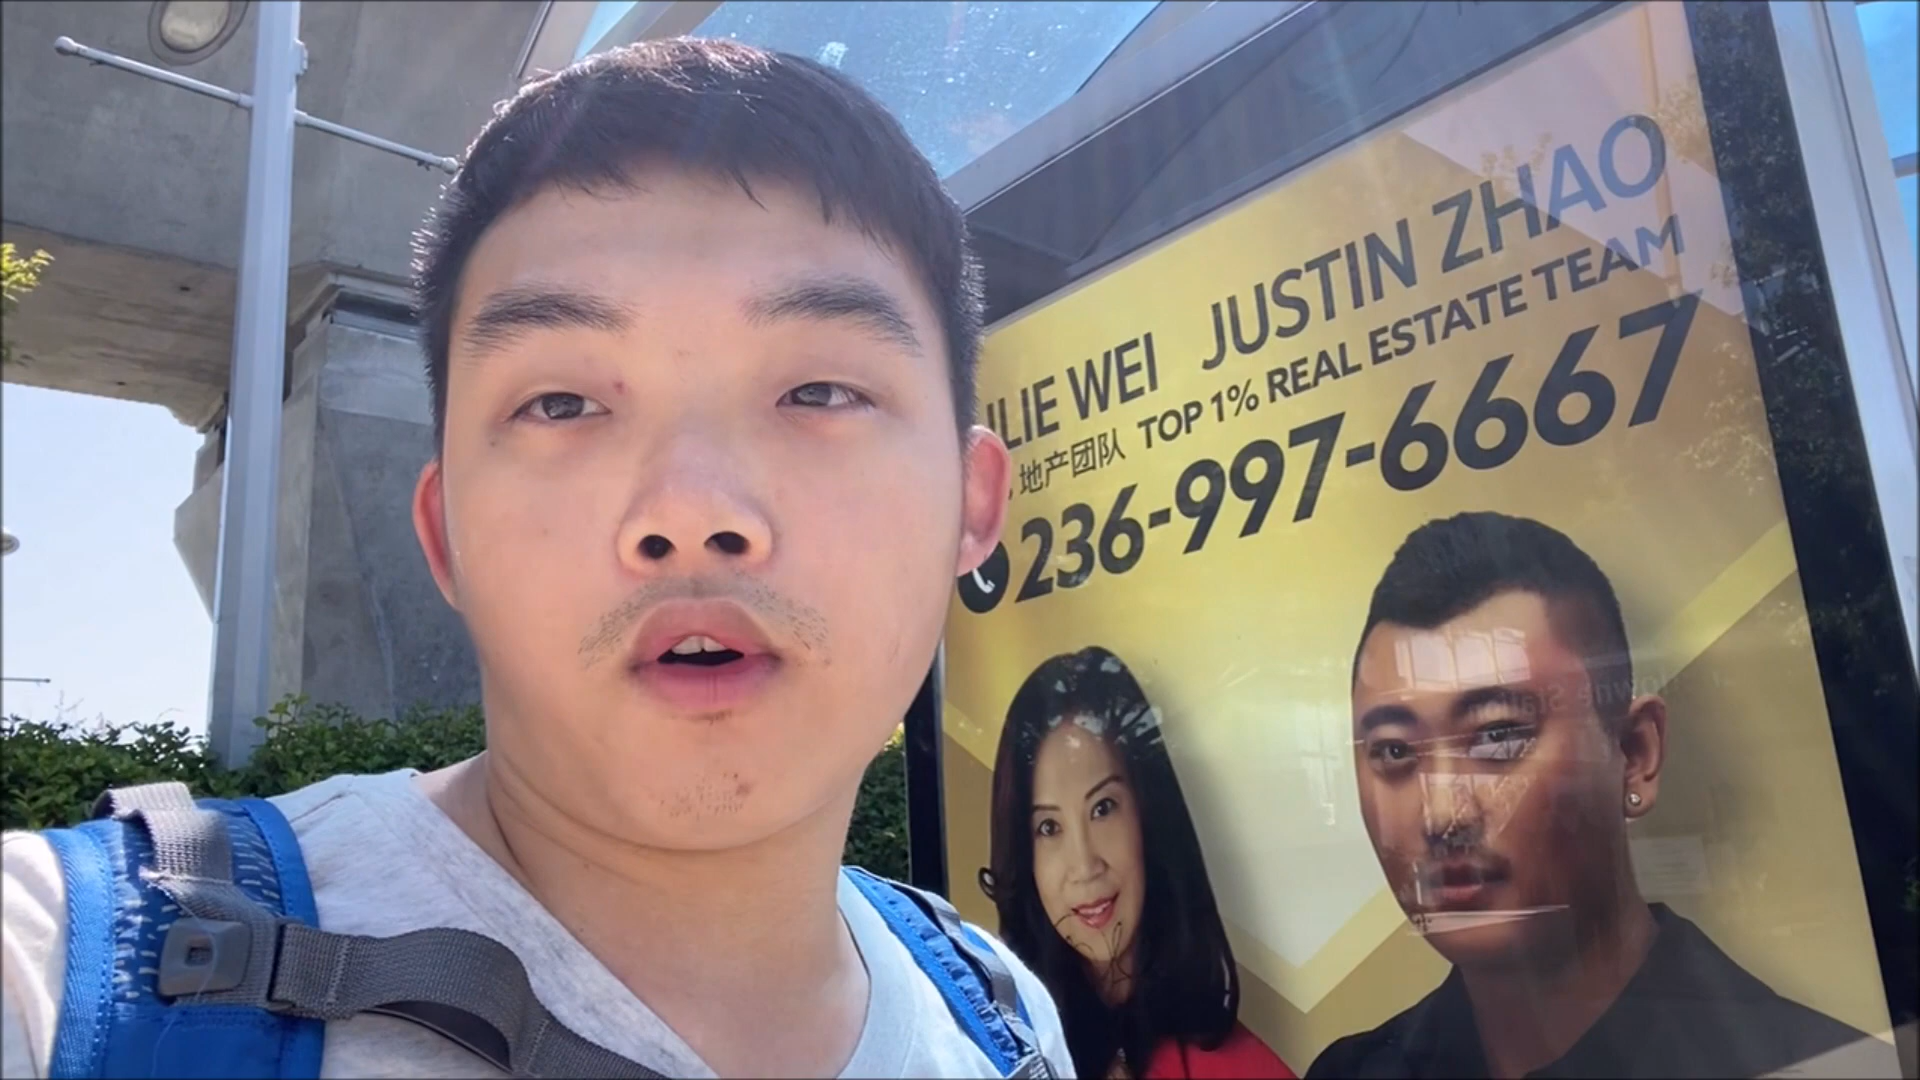 LIE WEI JUSTIN ZHAO
地产团队 TOP 1% REAL ESTATE TEAM
236-997-6667